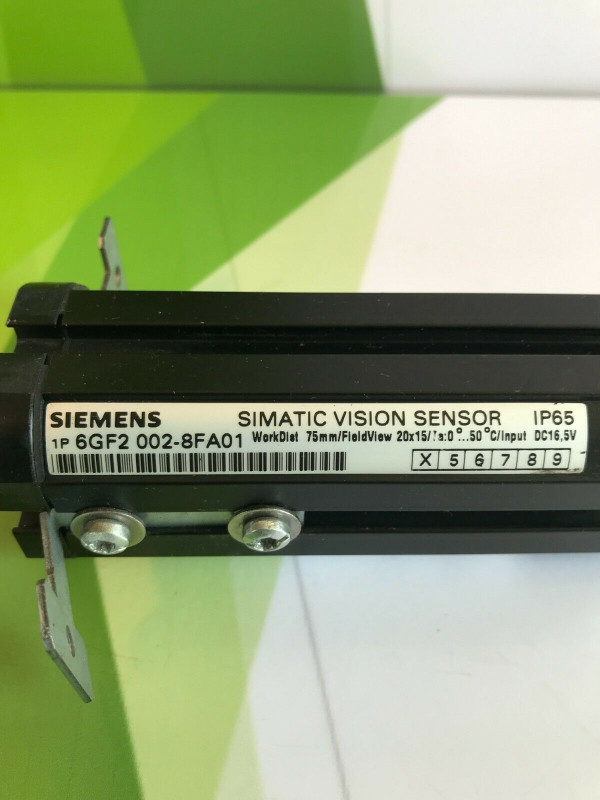 SIEMENS SIMATIC VISION SENSOR IP65
1P 6GF2 002-8FA01 WorkDist 75mm/FieldView 20x15/Ta:0°...50°C/Input DC16,5V
X 5 6 7 8 9